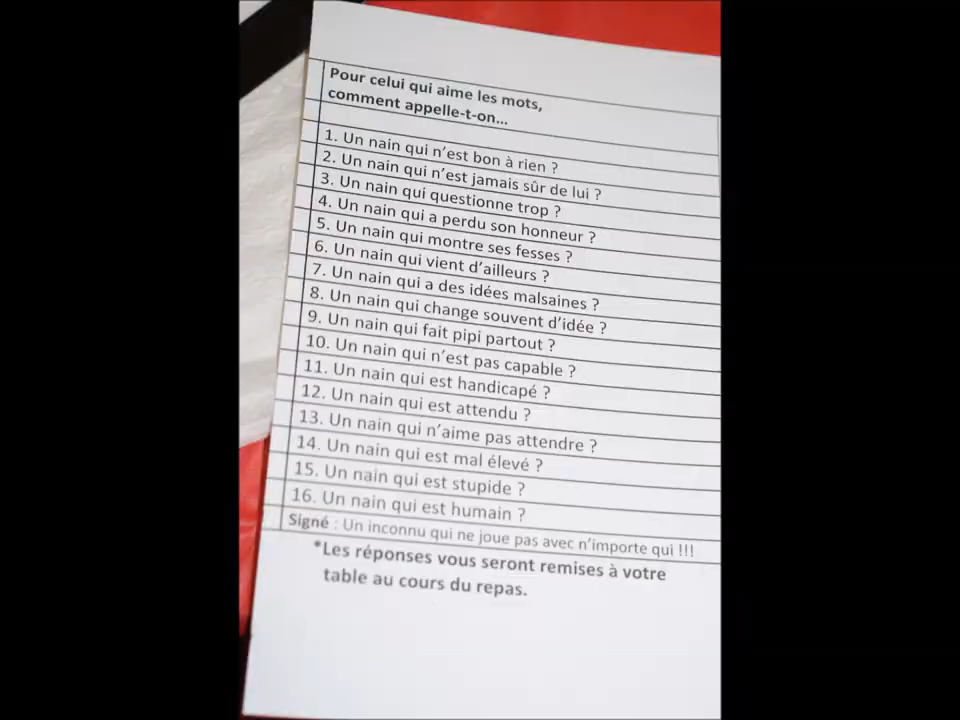 Pour celui qui aime les mots,
comment appelle-t-on...
1. Un nain qui n'est bon à rien ?
2. Un nain qui n'est jamais sûr de lui ?
3. Un nain qui questionne trop ?
4. Un nain qui a perdu son honneur ?
5. Un nain qui montre ses fesses ?
6. Un nain qui vient d'ailleurs ?
7. Un nain qui a des idées malsaines ?
8. Un nain qui change souvent d'idée ?
9. Un nain qui fait pipi partout ?
10. Un nain qui n'est pas capable ?
11. Un nain qui est handicapé ?
12. Un nain qui est attendu ?
13. Un nain qui n'aime pas attendre ?
14. Un nain qui est mal élevé ?
15. Un nain qui est stupide ?
16. Un nain qui est humain ?
Signé : Un inconnu qui ne joue pas avec n'importe qui !!!
*Les réponses vous seront remises à votre
table au cours du repas.